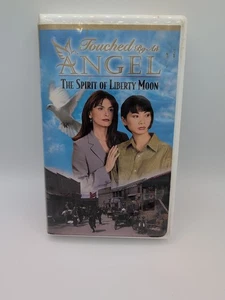 Touched by an
ANGEL
THE SPIRIT OF LIBERTY MOON